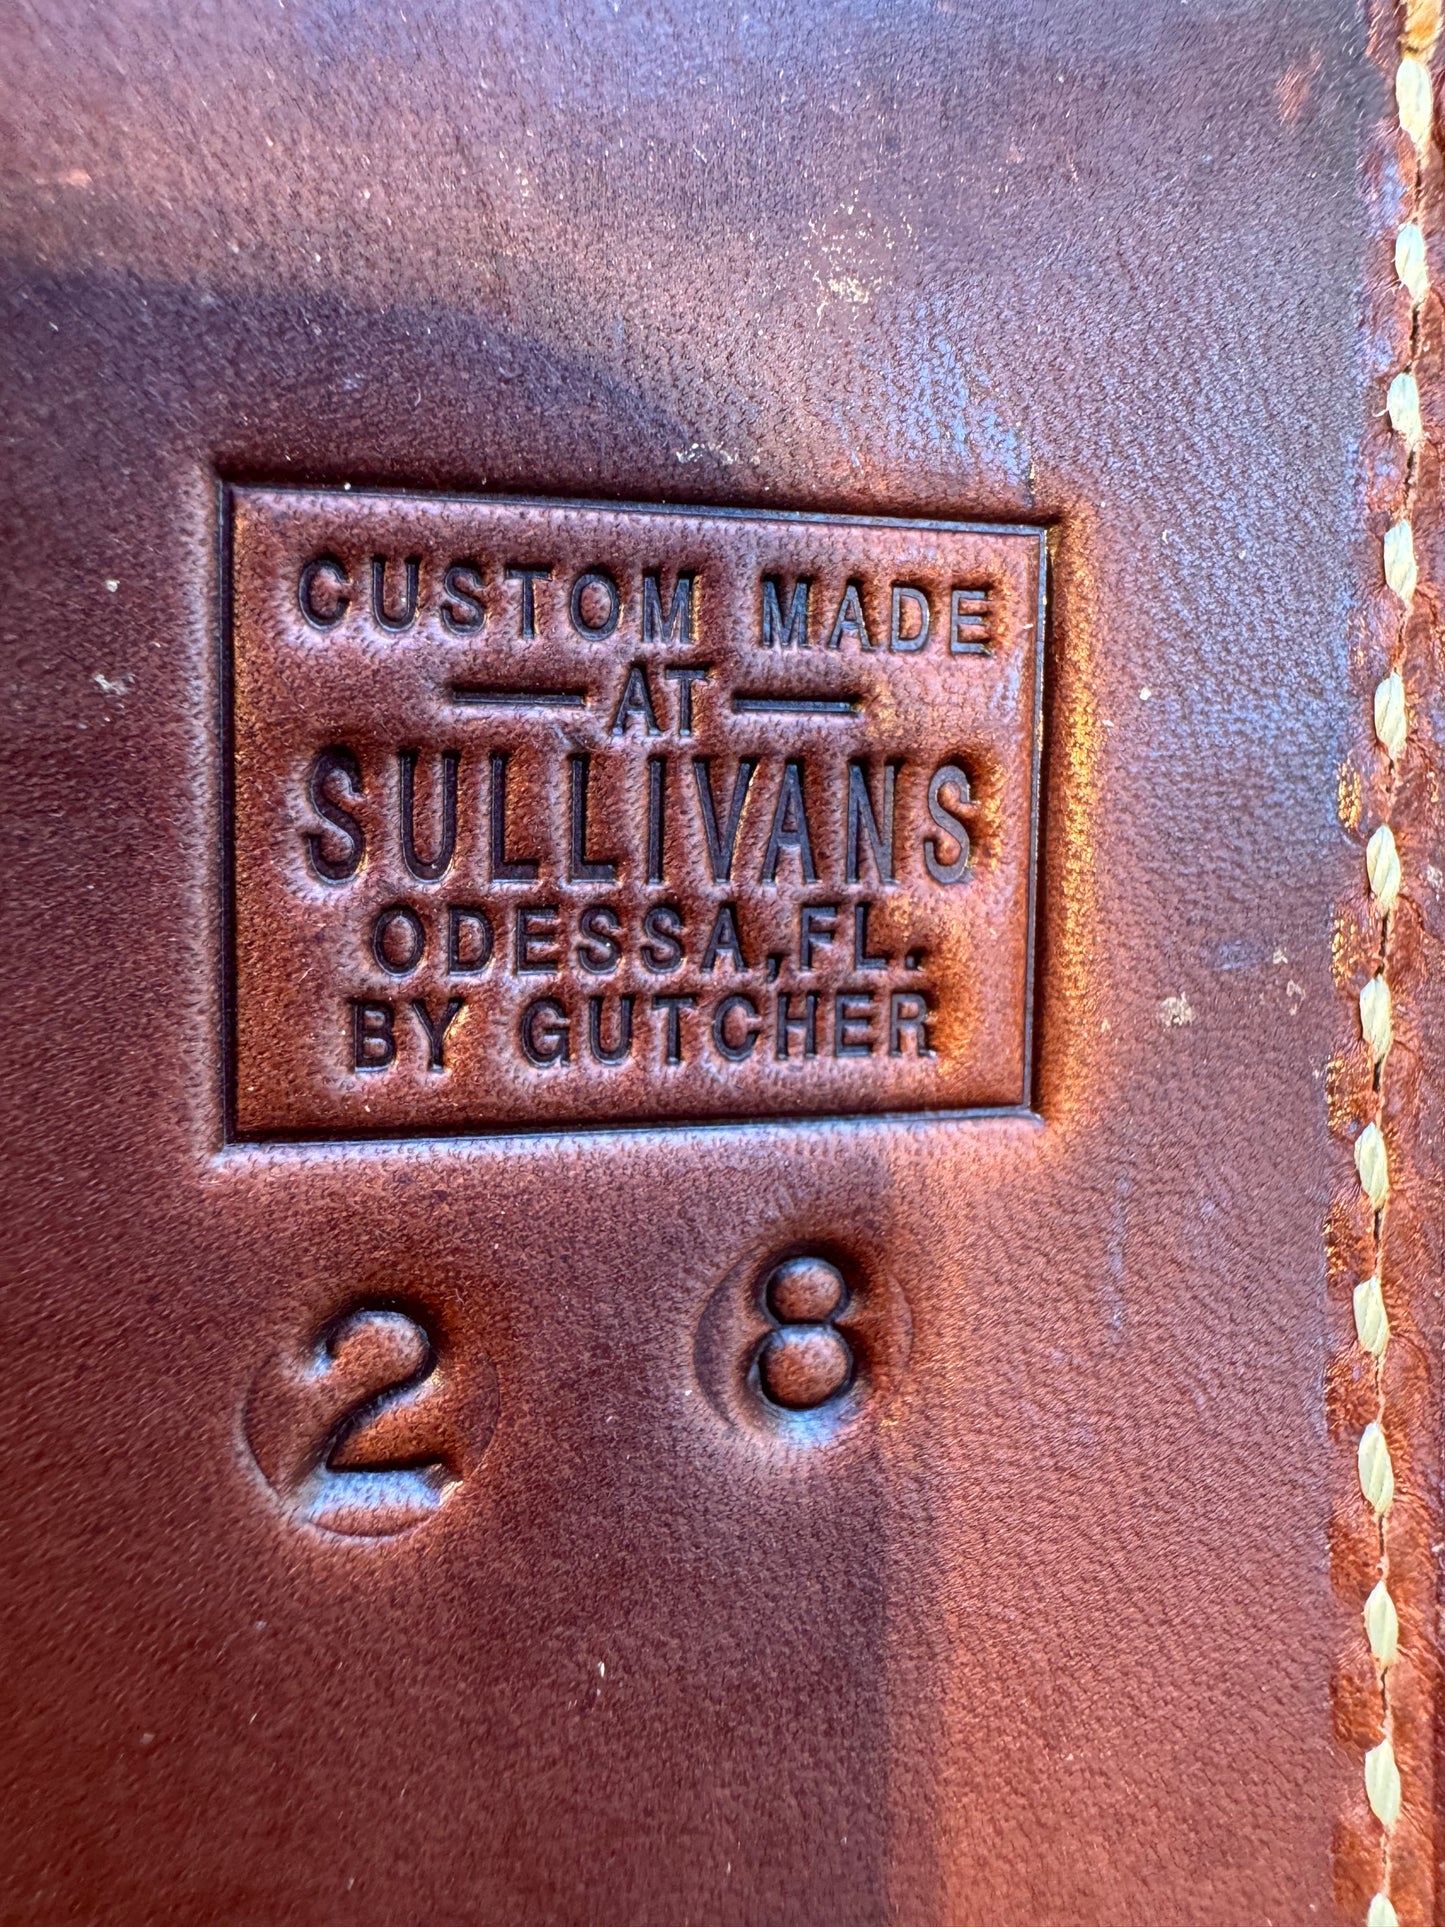 CUSTOM MADE
— AT —
SULLIVANS
ODESSA, FL.
BY GUTCHER
2 8